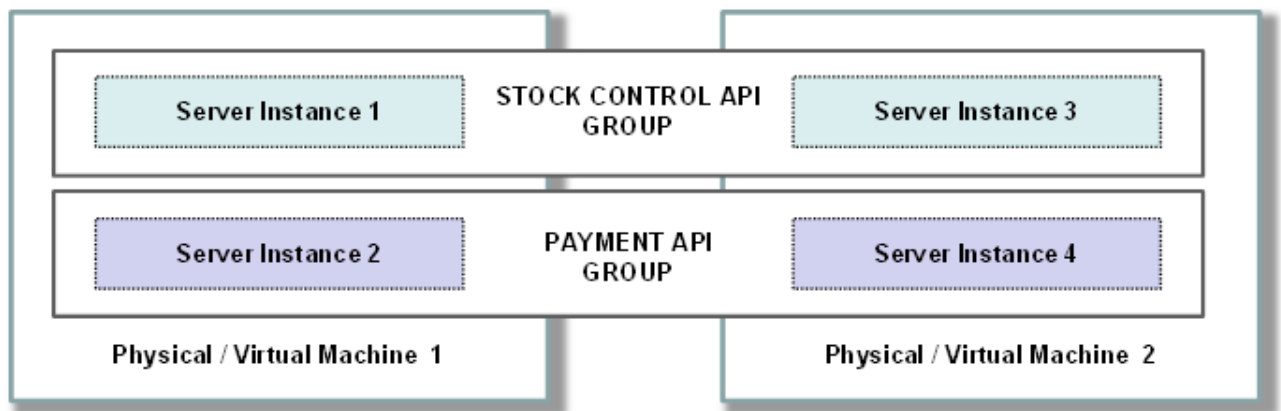 Server Instance 1
STOCK CONTROL API
GROUP
Server Instance 3
Server Instance 2
PAYMENT API
GROUP
Server Instance 4
Physical / Virtual Machine 1
Physical / Virtual Machine 2